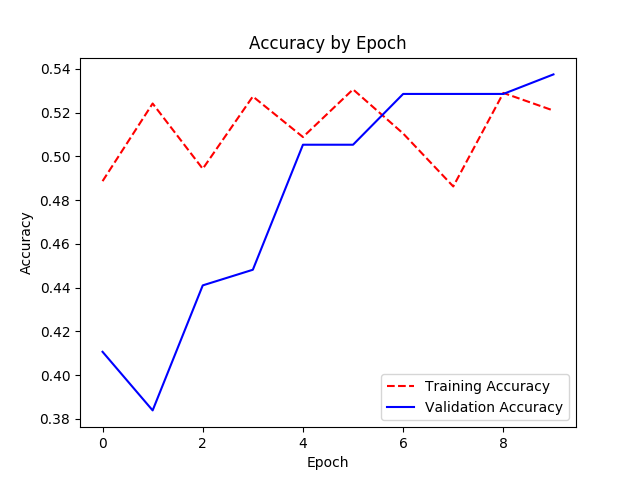 Accuracy by Epoch
0.54
0.52
0.50
0.48
0.46
0.44
0.42
0.40
0.38
Accuracy
Training Accuracy
Validation Accuracy
0 2 4 6 8
Epoch